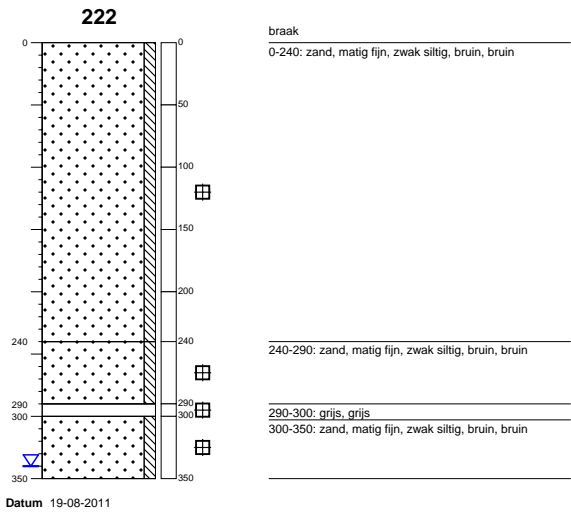 222
braak
0
0
0-240: zand, matig fijn, zwak siltig, bruin, bruin
50
100
150
200
240
240
240-290: zand, matig fijn, zwak siltig, bruin, bruin
290
290
290-300: grijs, grijs
300
300
300-350: zand, matig fijn, zwak siltig, bruin, bruin
350
350
Datum 19-08-2011